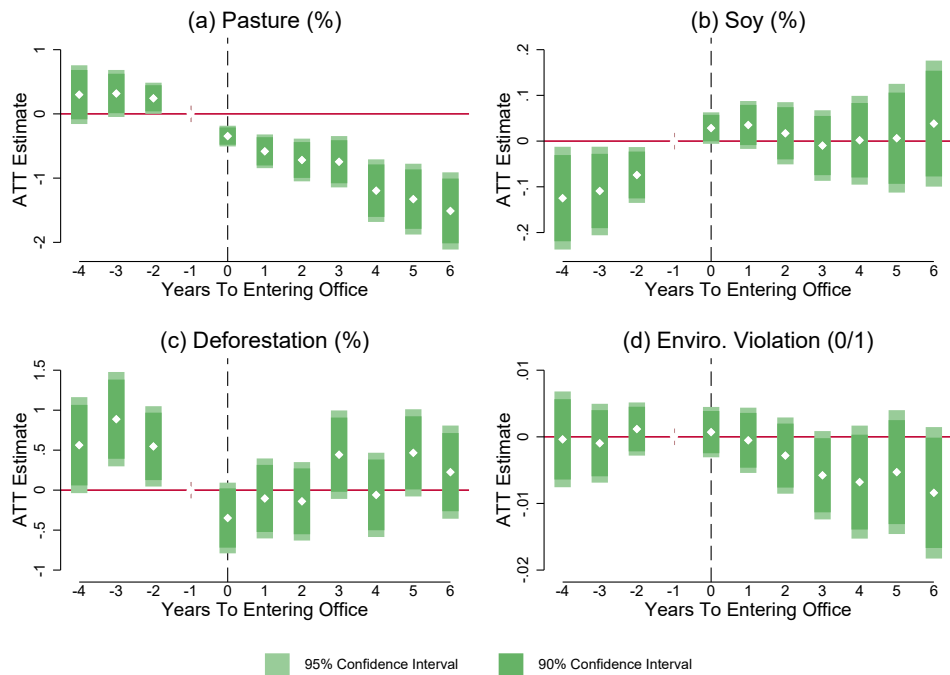 (a) Pasture (%)
ATT Estimate
1
0
-1
-2
-4 -3 -2 -1 0 1 2 3 4 5 6
Years To Entering Office
(b) Soy (%)
ATT Estimate
.2
.1
0
-.1
-.2
-4 -3 -2 -1 0 1 2 3 4 5 6
Years To Entering Office
(c) Deforestation (%)
ATT Estimate
1.5
1
.5
0
-.5
-1
-4 -3 -2 -1 0 1 2 3 4 5 6
Years To Entering Office
(d) Enviro. Violation (0/1)
ATT Estimate
.01
0
-.01
-.02
-4 -3 -2 -1 0 1 2 3 4 5 6
Years To Entering Office
95% Confidence Interval
90% Confidence Interval